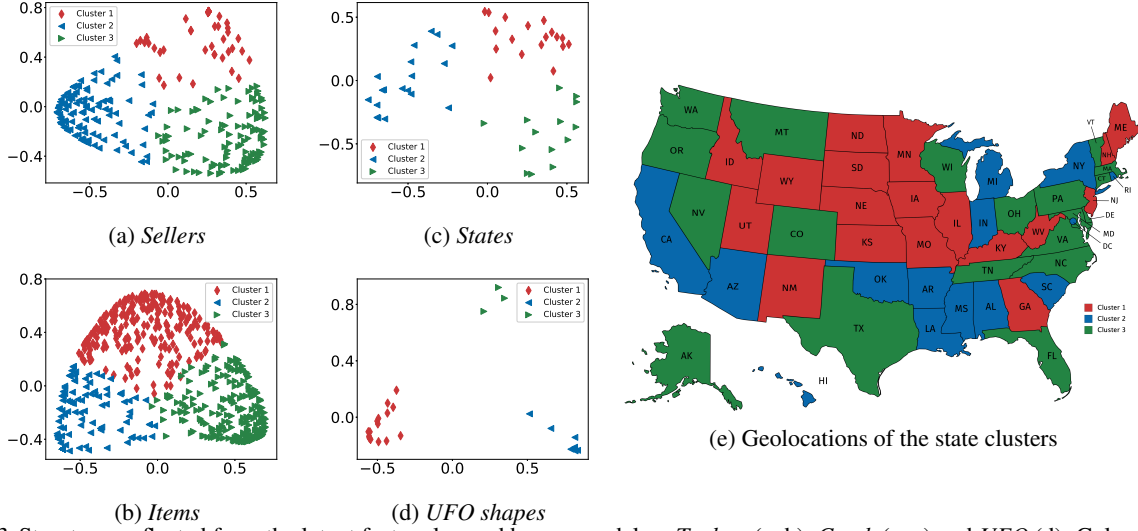 0.8
0.4
0.0
−0.4
−0.5
0.0
0.5
Cluster 1
Cluster 2
Cluster 3
(a) Sellers
0.5
0.0
−0.5
−0.5
0.0
0.5
Cluster 1
Cluster 2
Cluster 3
(c) States
0.8
0.4
0.0
−0.4
−0.5
0.0
0.5
Cluster 1
Cluster 2
Cluster 3
(b) Items
0.8
0.4
0.0
−0.5
0.0
0.5
Cluster 1
Cluster 2
Cluster 3
(d) UFO shapes
WA
MT
ND
MN
VT
ME
OR
ID
SD
WI
MI
NY
NH
MA
CT
RI
WY
NE
IA
PA
NJ
NV
UT
CO
KS
MO
IL
IN
OH
WV
VA
DE
MD
DC
CA
KY
AZ
NM
OK
AR
TN
NC
TX
LA
MS
AL
GA
SC
FL
AK
HI
Cluster 1
Cluster 2
Cluster 3
(e) Geolocations of the state clusters